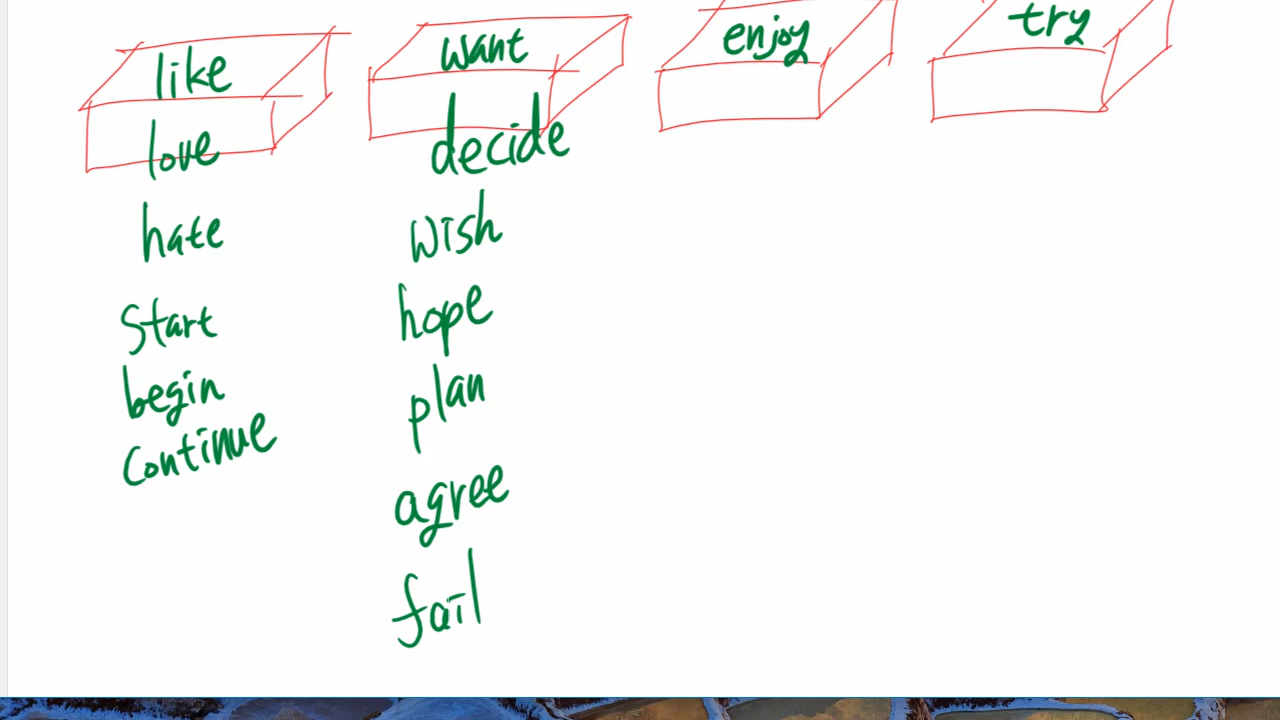 like want enjoy try
love decide
hate wish
start hope
begin plan
continue agree
fail